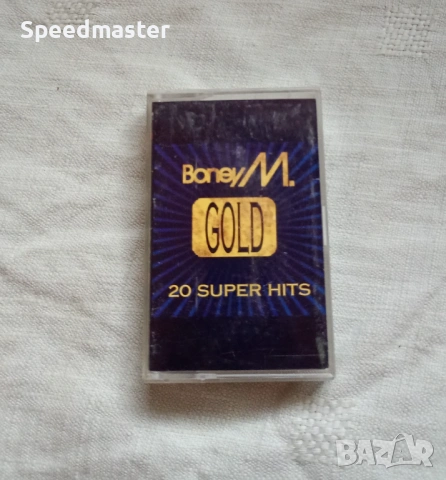 Speedmaster
Boney M.
GOLD
20 SUPER HITS
BAZAR